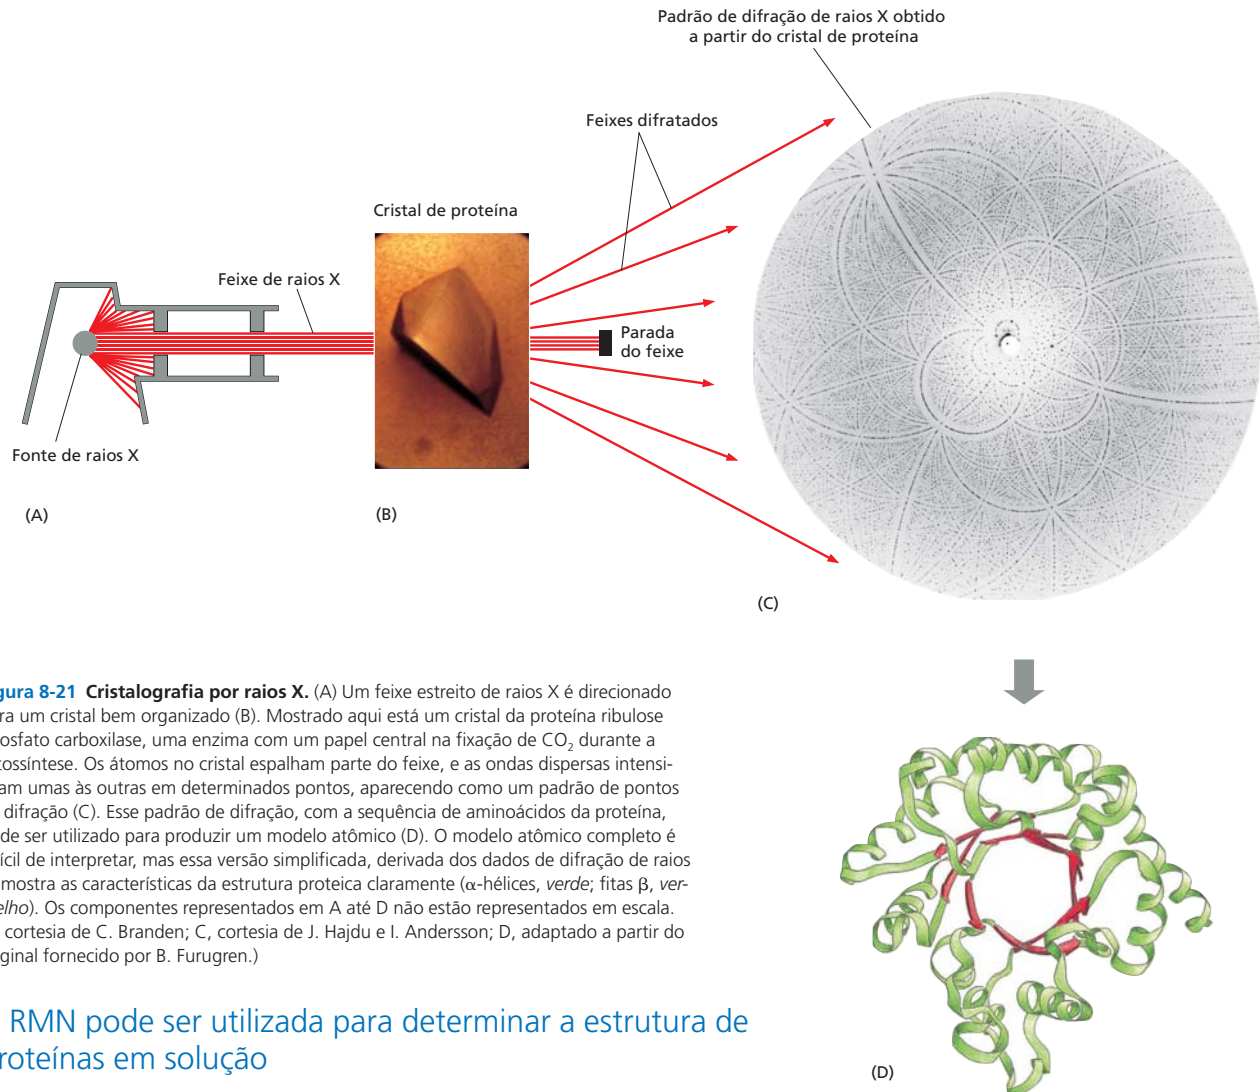 Padrão de difração de raios X obtido
a partir do cristal de proteína
Feixes difratados
Cristal de proteína
Feixe de raios X
Parada
do feixe
Fonte de raios X
(A)
(B)
(C)
gura 8-21 Cristalografia por raios X. (A) Um feixe estreito de raios X é direcionado
ra um cristal bem organizado (B). Mostrado aqui está um cristal da proteína ribulose
osfato carboxilase, uma enzima com um papel central na fixação de CO₂ durante a
tossíntese. Os átomos no cristal espalham parte do feixe, e as ondas dispersas intensi-
am umas às outras em determinados pontos, aparecendo como um padrão de pontos
difração (C). Esse padrão de difração, com a sequência de aminoácidos da proteína,
de ser utilizado para produzir um modelo atômico (D). O modelo atômico completo é
ícil de interpretar, mas essa versão simplificada, derivada dos dados de difração de raios
mostra as características da estrutura proteica claramente (α-hélices, verde; fitas β, ver-
elho). Os componentes representados em A até D não estão representados em escala.
cortesia de C. Branden; C, cortesia de J. Hajdu e I. Andersson; D, adaptado a partir do
ginal fornecido por B. Furugren.)
RMN pode ser utilizada para determinar a estrutura de
roteínas em solução
(D)